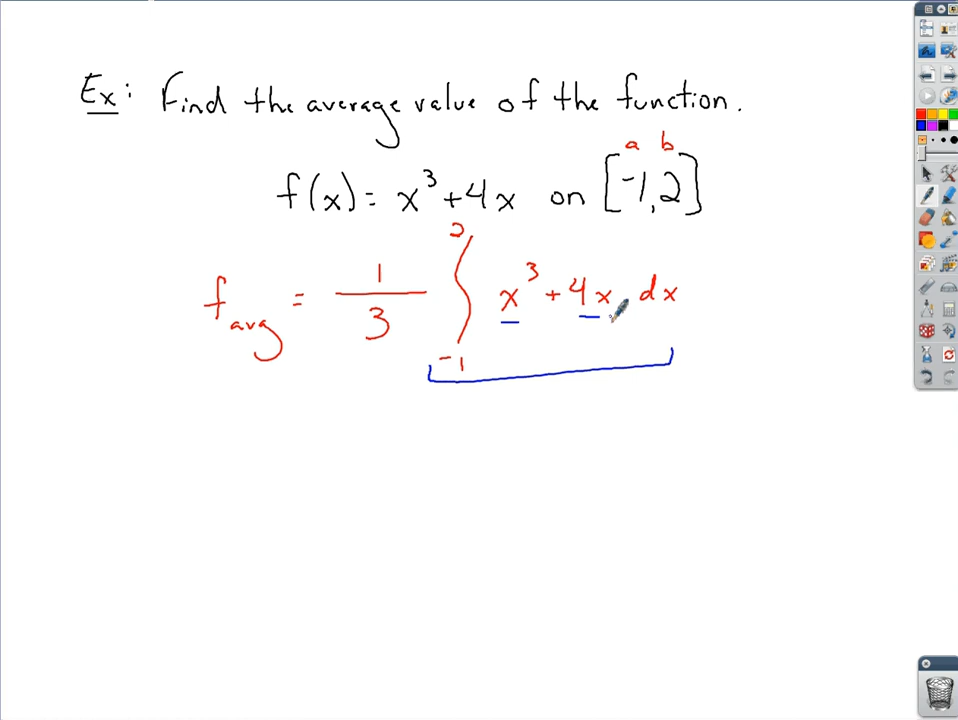 Ex: Find the average value of the function.
a b
f(x) = x³ + 4x on [-1, 2]
f_avg = 1/3 ∫_{-1}^{2} x³ + 4x dx